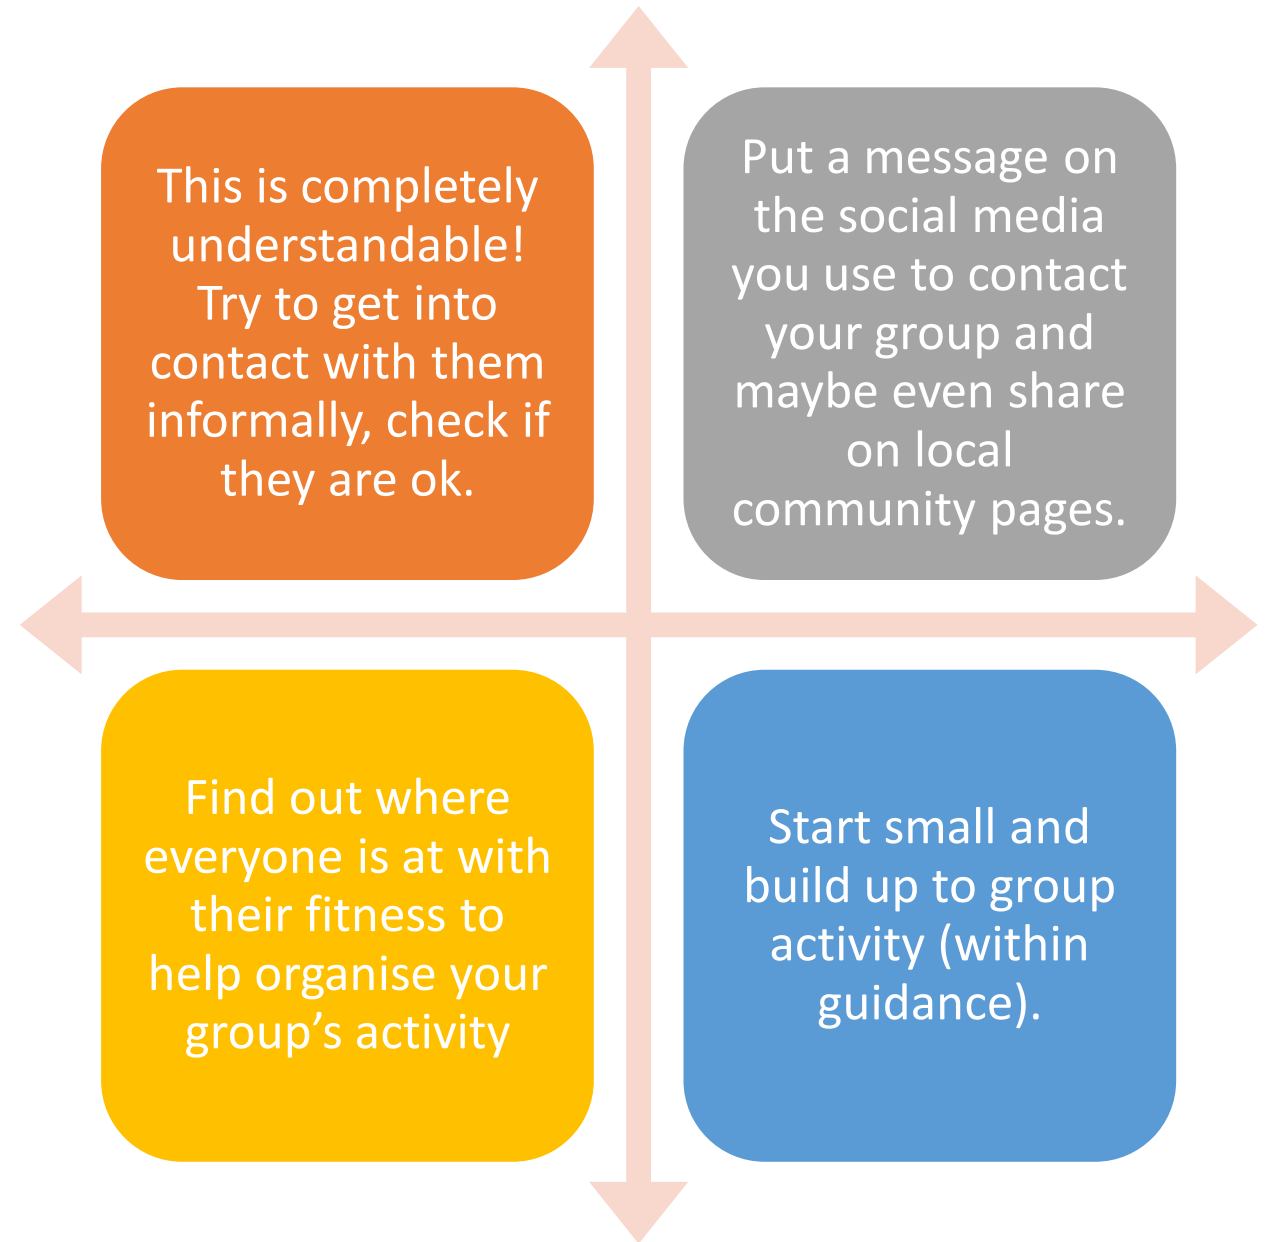 This is completely
understandable!
Try to get into
contact with them
informally, check if
they are ok.
Put a message on
the social media
you use to contact
your group and
maybe even share
on local
community pages.
Find out where
everyone is at with
their fitness to
help organise your
group’s activity
Start small and
build up to group
activity (within
guidance).